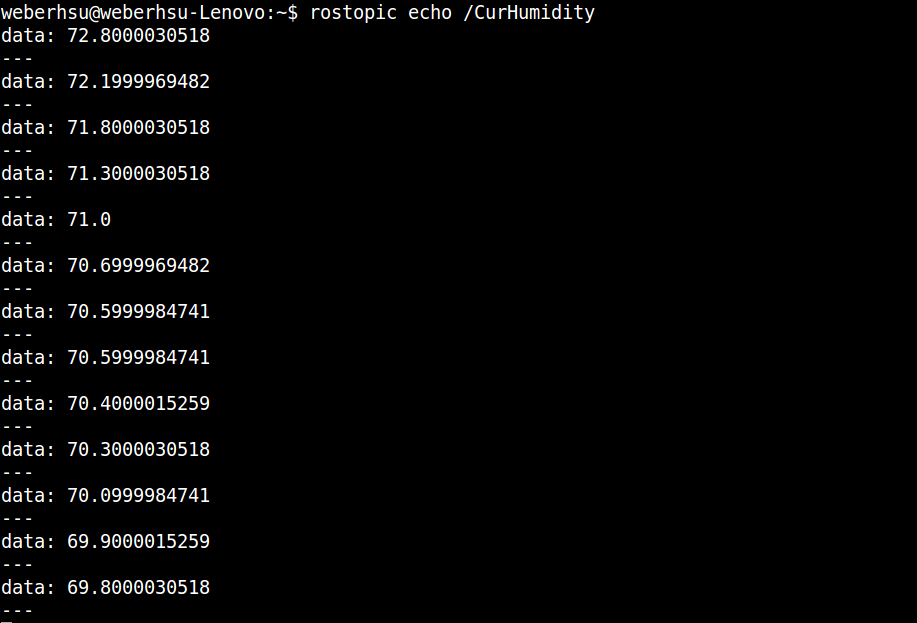 weberhsu@weberhsu-Lenovo:~$ rostopic echo /CurHumidity
data: 72.8000030518
---
data: 72.1999969482
---
data: 71.8000030518
---
data: 71.3000030518
---
data: 71.0
---
data: 70.6999969482
---
data: 70.5999984741
---
data: 70.5999984741
---
data: 70.4000015259
---
data: 70.3000030518
---
data: 70.0999984741
---
data: 69.9000015259
---
data: 69.8000030518
---